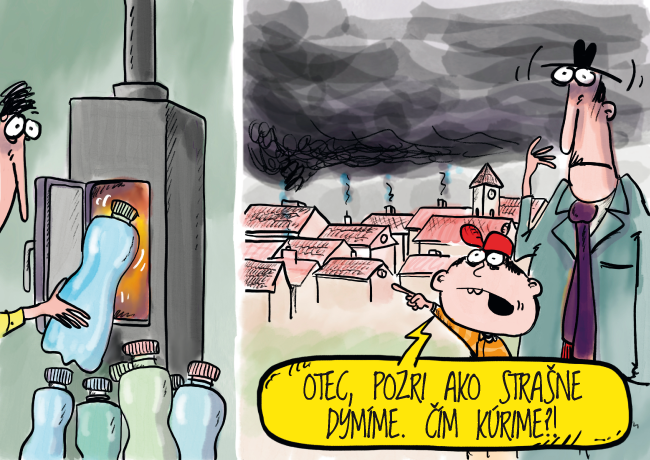 OTEC, POZRI AKO STRAŠNE
DYMÍME. ČÍM KÚRIME?!